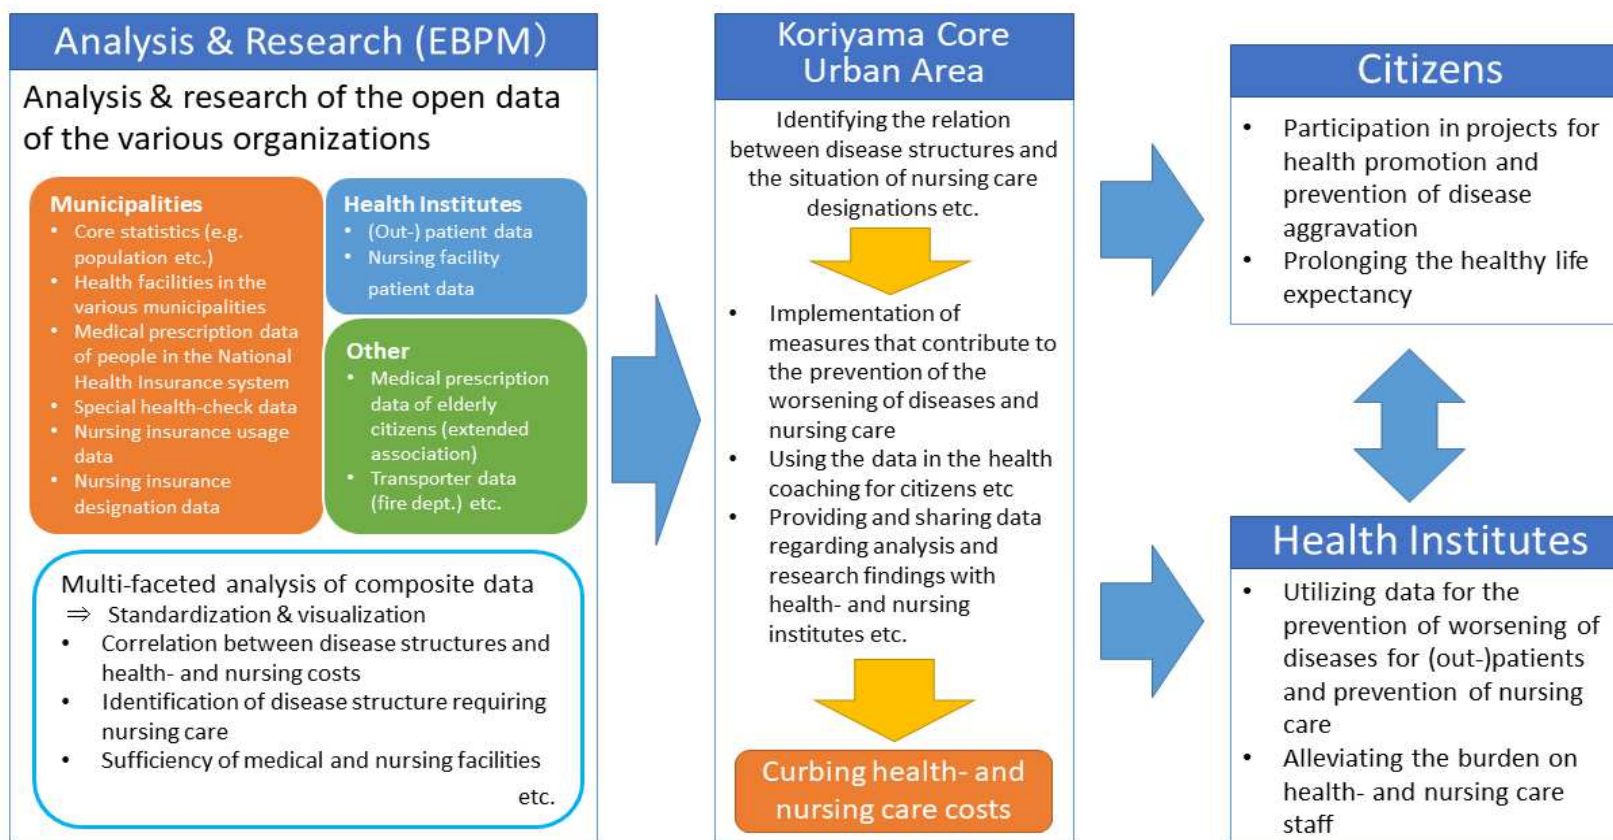 Analysis & Research (EBPM）
Analysis & research of the open data
of the various organizations
Municipalities
• Core statistics (e.g.
population etc.)
• Health facilities in the
various municipalities
• Medical prescription data
of people in the National
Health Insurance system
• Special health-check data
• Nursing insurance usage
data
• Nursing insurance
designation data
Health Institutes
• (Out-) patient data
• Nursing facility
patient data
Other
• Medical prescription
data of elderly
citizens (extended
association)
• Transporter data
(fire dept.) etc.
Multi-faceted analysis of composite data
⇒ Standardization & visualization
• Correlation between disease structures and
health- and nursing costs
• Identification of disease structure requiring
nursing care
• Sufficiency of medical and nursing facilities
etc.
Koriyama Core
Urban Area
Identifying the relation
between disease structures and
the situation of nursing care
designations etc.
• Implementation of
measures that contribute to
the prevention of the
worsening of diseases and
nursing care
• Using the data in the health
coaching for citizens etc
• Providing and sharing data
regarding analysis and
research findings with
health- and nursing
institutes etc.
Curbing health- and
nursing care costs
Citizens
• Participation in projects for
health promotion and
prevention of disease
aggravation
• Prolonging the healthy life
expectancy
Health Institutes
• Utilizing data for the
prevention of worsening of
diseases for (out-)patients
and prevention of nursing
care
• Alleviating the burden on
health- and nursing care
staff